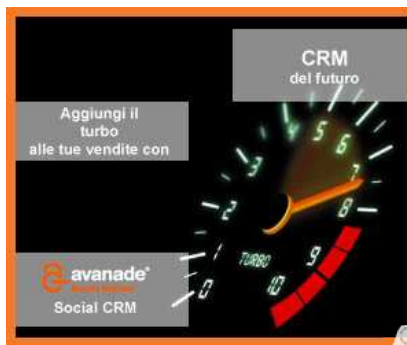 CRM
del futuro
Aggiungi il
turbo
alle tue vendite con
avanade®
Social CRM
0
1
2
3
4
5
6
7
8
9
10
TURBO